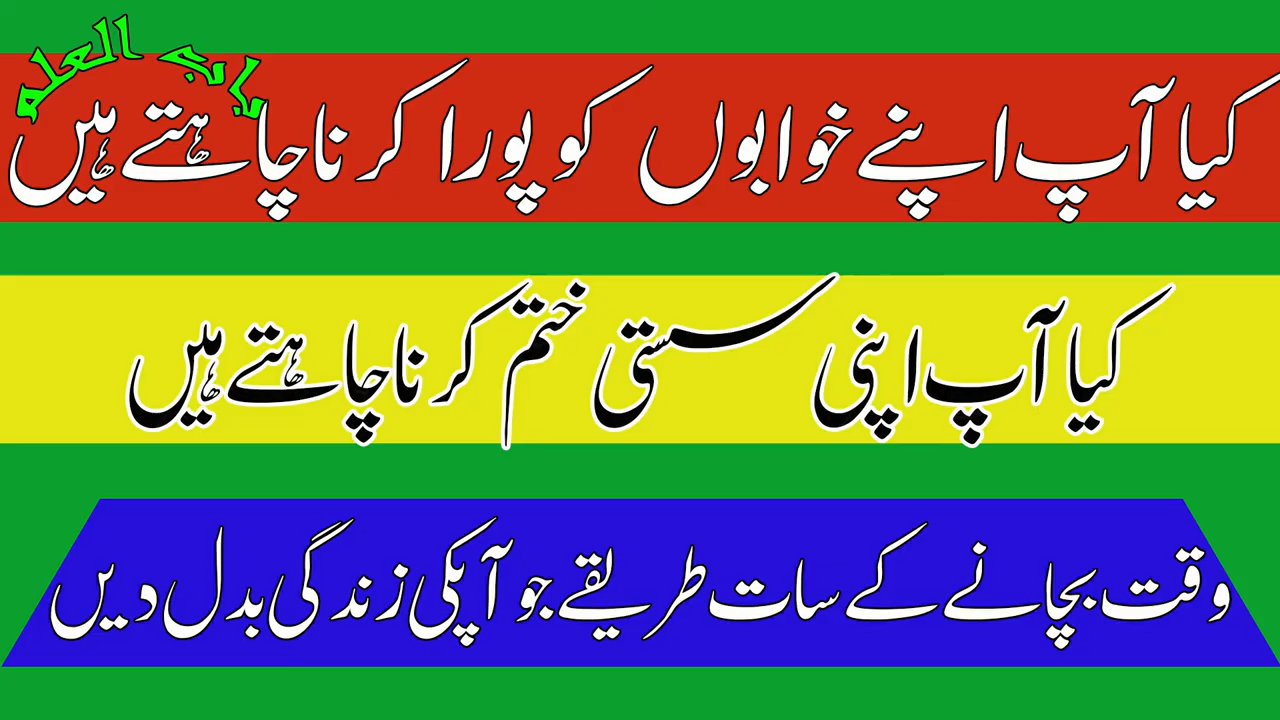 کیا آپ اپنے خوابوں کو پورا کرنا چاہتے ہیں
کیا آپ اپنی سستی ختم کرنا چاہتے ہیں
وقت بچانے کے سات طریقے جو آپکی زندگی بدل دیں
العلم